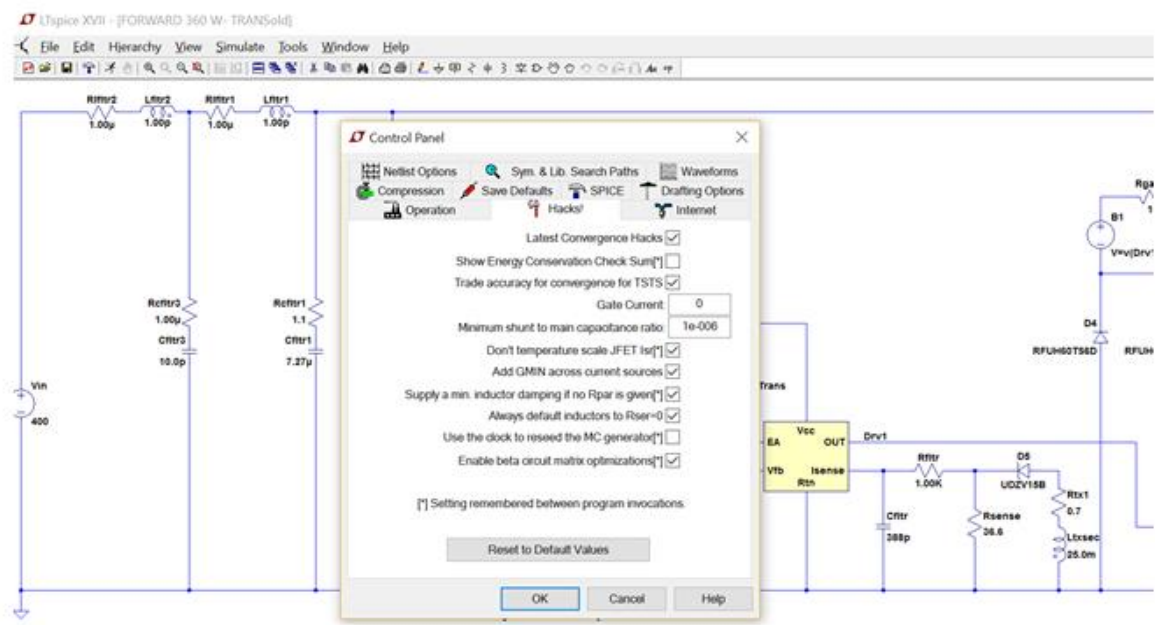 LTspice XVII - [FORWARD 360 W- TRANSold]
File Edit Hierarchy View Simulate Tools Window Help
Rlfltr2 Lfltr2 Rlfltr1 Lfltr1
1.00µ 1.00p 1.00µ 1.00p
Control Panel
Netlist Options Sym. & Lib. Search Paths Waveforms
Compression Save Defaults SPICE Drafting Options
Operation Hacks! Internet
Latest Convergence Hacks
Show Energy Conservation Check Sum[*]
Trade accuracy for convergence for TSTS
Gate Current 0
Minimum shunt to main capacitance ratio 1e-006
Don't temperature scale JFET Isr[*]
Add GMIN across current sources
Supply a min. inductor damping if no Rpar is given[*]
Always default inductors to Rser=0
Use the clock to reseed the MC generator[*]
Enable beta circuit matrix optimizations[*]
[*] Setting remembered between program invocations.
Reset to Default Values
OK Cancel Help
Rcfltr3
1.00µ
Cfltr3
10.0p
Rcfltr1
1.1
Cfltr1
7.27µ
Vin
400
Rga
1
B1
V=v(Drv1
D4
RFUH60TS6D RFUH
Trans
Vcc
EA OUT
Vfb Isense
Rtn
Drv1
Rfltr
1.00K
D5
UDZV15B
Rtx1
0.7
Cfltr
388p
Rsense
36.6
Ltxsec
25.0m